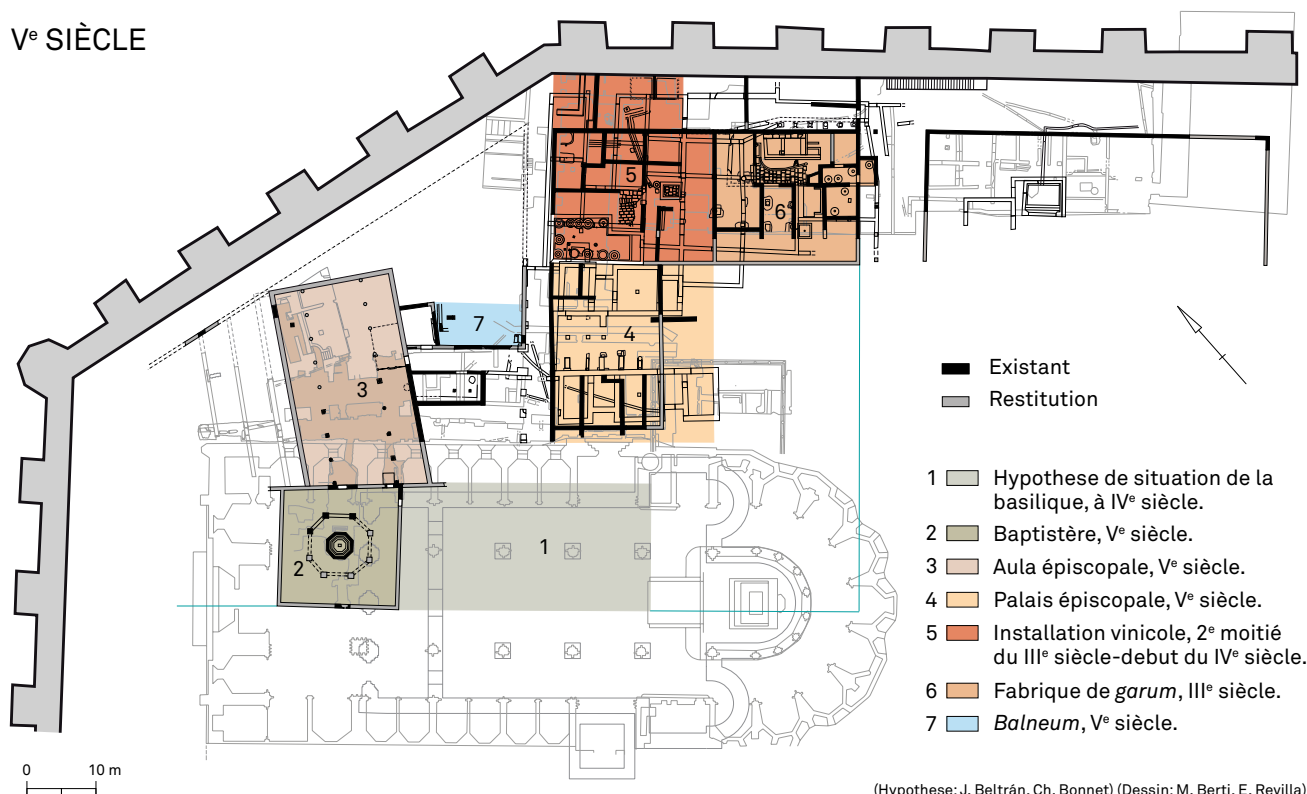 Vᵉ SIÈCLE
5
6
7
4
3
1
2
Existant
Restitution
1 Hypothese de situation de la
basilique, à IVᵉ siècle.
2 Baptistère, Vᵉ siècle.
3 Aula épiscopale, Vᵉ siècle.
4 Palais épiscopale, Vᵉ siècle.
5 Installation vinicole, 2ᵉ moitié
du IIIᵉ siècle-debut du IVᵉ siècle.
6 Fabrique de garum, IIIᵉ siècle.
7 Balneum, Vᵉ siècle.
0 10 m
(Hypothese: J. Beltrán, Ch. Bonnet) (Dessin: M. Berti, E. Revilla)